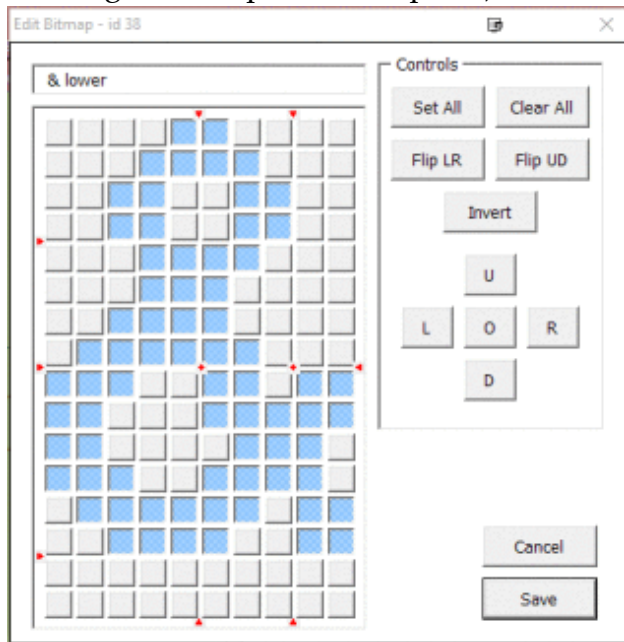 Edit Bitmap - id 38
& lower
Controls
Set All
Clear All
Flip LR
Flip UD
Invert
U
L
O
R
D
Cancel
Save